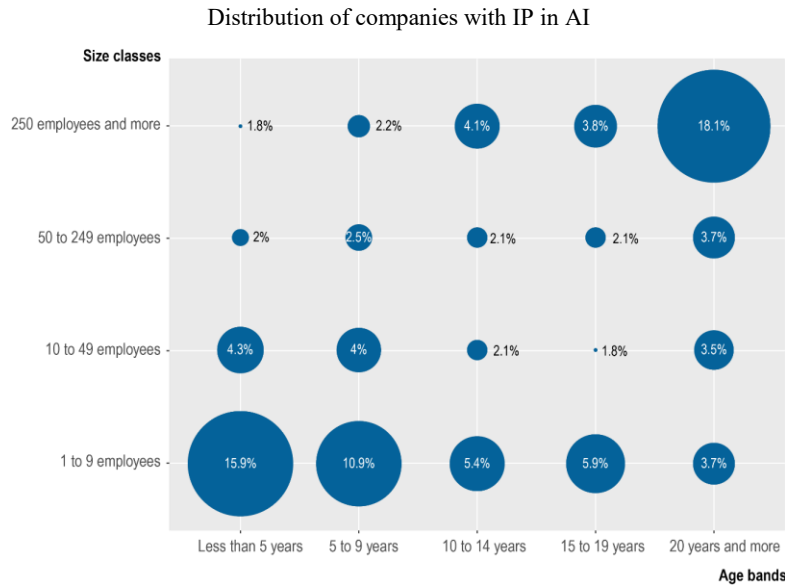 Distribution of companies with IP in AI
Size classes
250 employees and more
1.8%
2.2%
4.1%
3.8%
18.1%
50 to 249 employees
2%
2.5%
2.1%
2.1%
3.7%
10 to 49 employees
4.3%
4%
2.1%
1.8%
3.5%
1 to 9 employees
15.9%
10.9%
5.4%
5.9%
3.7%
Less than 5 years
5 to 9 years
10 to 14 years
15 to 19 years
20 years and more
Age bands